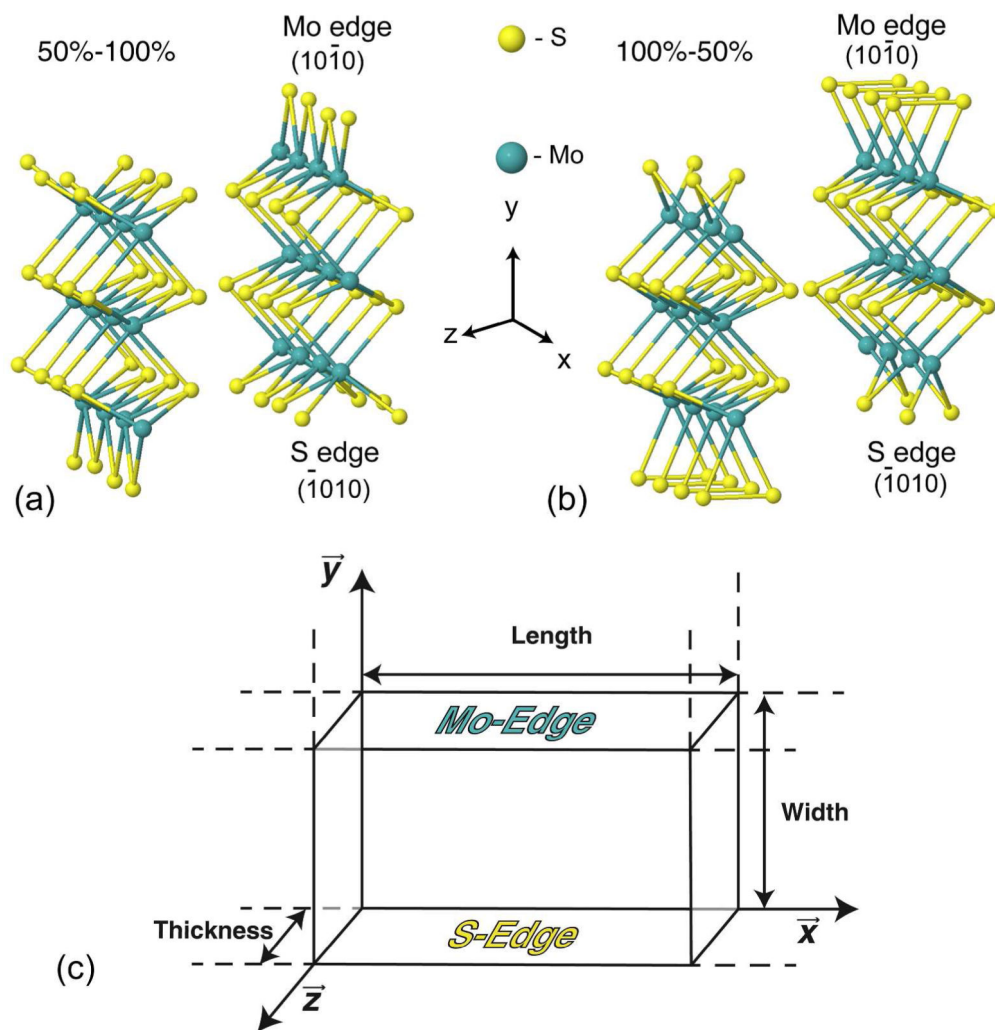 50%-100%
Mo edge
(101̄0)
- S
- Mo
y
z
x
S edge
(1̄010)
(a)
100%-50%
Mo edge
(101̄0)
S edge
(1̄010)
(b)
y
Length
Mo-Edge
Width
Thickness
S-Edge
x
z
(c)